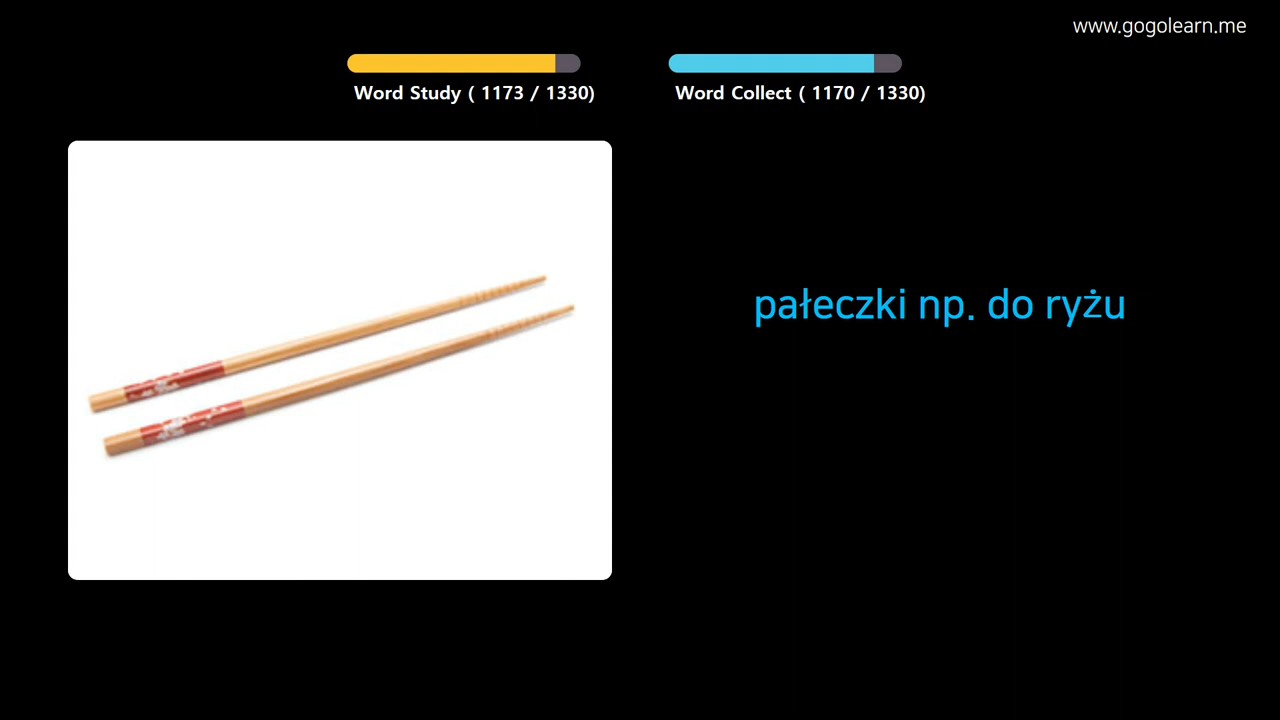 www.gogolearn.me
Word Study ( 1173 / 1330)
Word Collect ( 1170 / 1330)
pałeczki np. do ryżu